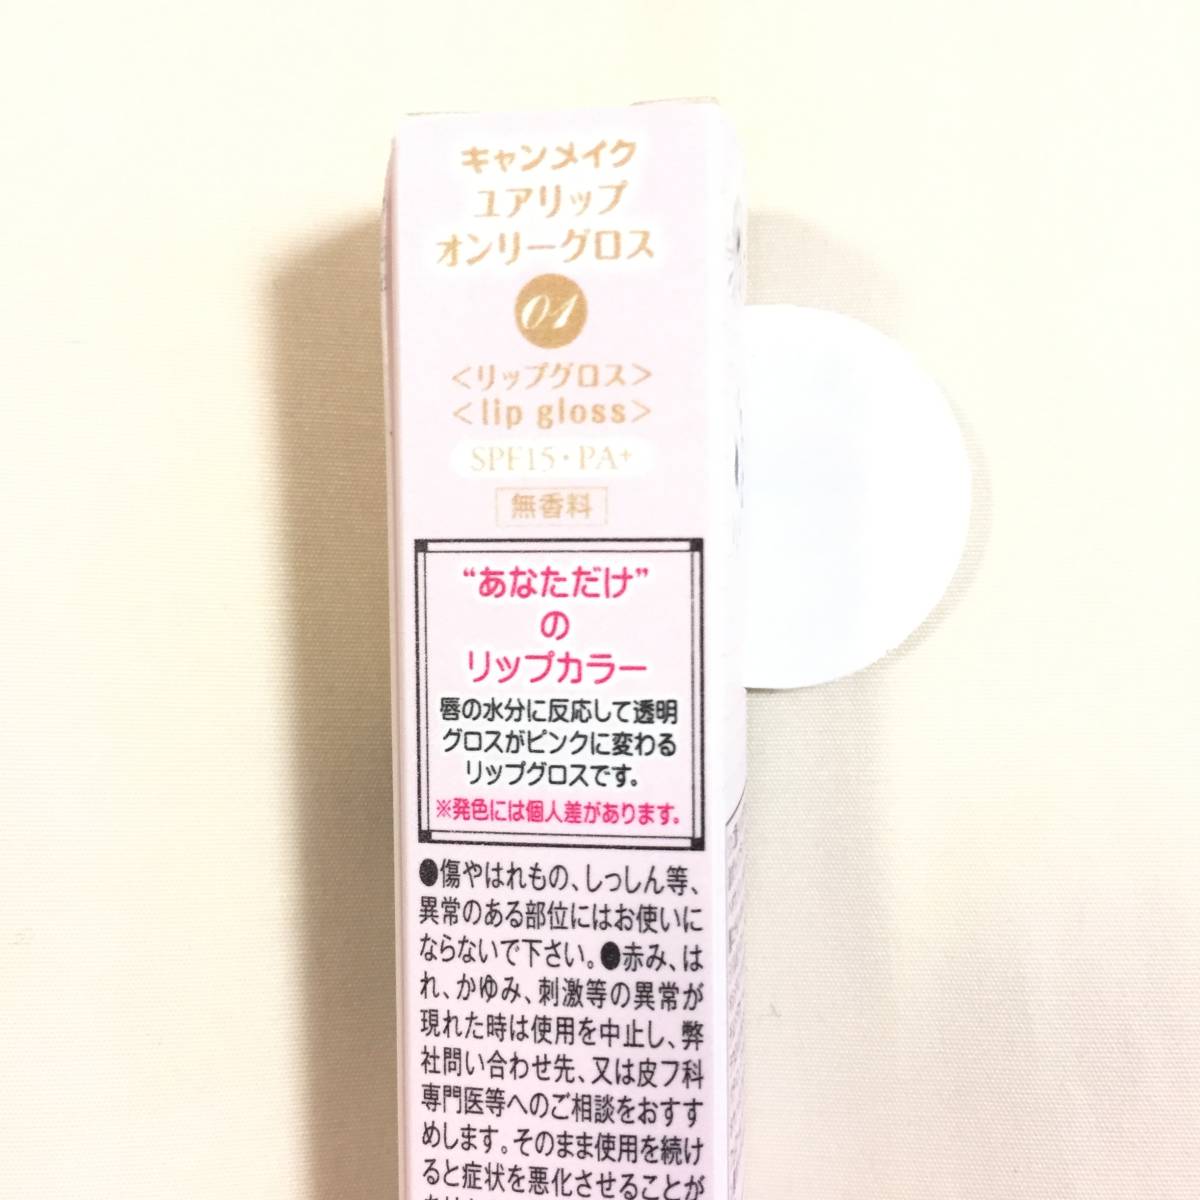 キャンメイク
ユアリップ
オンリーグロス
01
<リップグロス>
<lip gloss>
SPF15・PA+
無香料
“あなただけ”
の
リップカラー
唇の水分に反応して透明
グロスがピンクに変わる
リップグロスです。
※発色には個人差があります。
●傷やはれもの、しっしん等、
異常のある部位にはお使いに
ならないで下さい。●赤み、は
れ、かゆみ、刺激等の異常が
現れた時は使用を中止し、弊
社問い合わせ先、又は皮フ科
専門医等へのご相談をおすす
めします。そのまま使用を続け
ると症状を悪化させることが